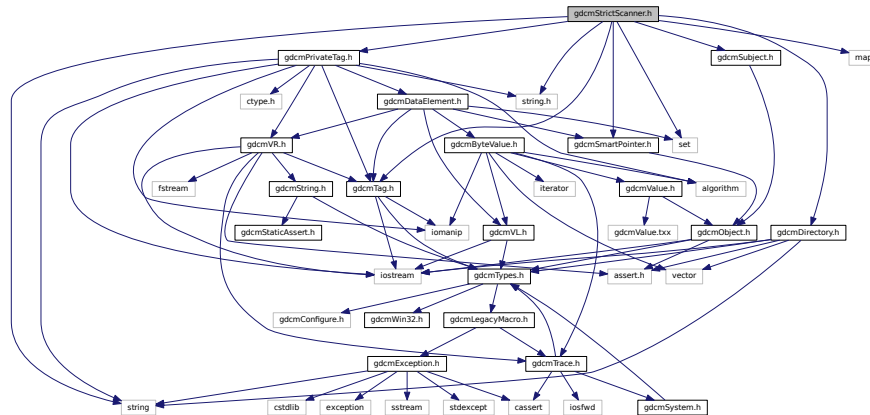 gdcmStrictScanner.h
gdcmPrivateTag.h
gdcmSubject.h
map
ctype.h
gdcmDataElement.h
string.h
gdcmVR.h
gdcmByteValue.h
gdcmSmartPointer.h
set
fstream
gdcmString.h
gdcmTag.h
iterator
gdcmValue.h
algorithm
gdcmStaticAssert.h
iomanip
gdcmVL.h
gdcmValue.txx
gdcmObject.h
gdcmDirectory.h
iostream
gdcmTypes.h
assert.h
vector
gdcmConfigure.h
gdcmWin32.h
gdcmLegacyMacro.h
gdcmException.h
gdcmTrace.h
string
cstdlib
exception
sstream
stdexcept
cassert
iosfwd
gdcmSystem.h